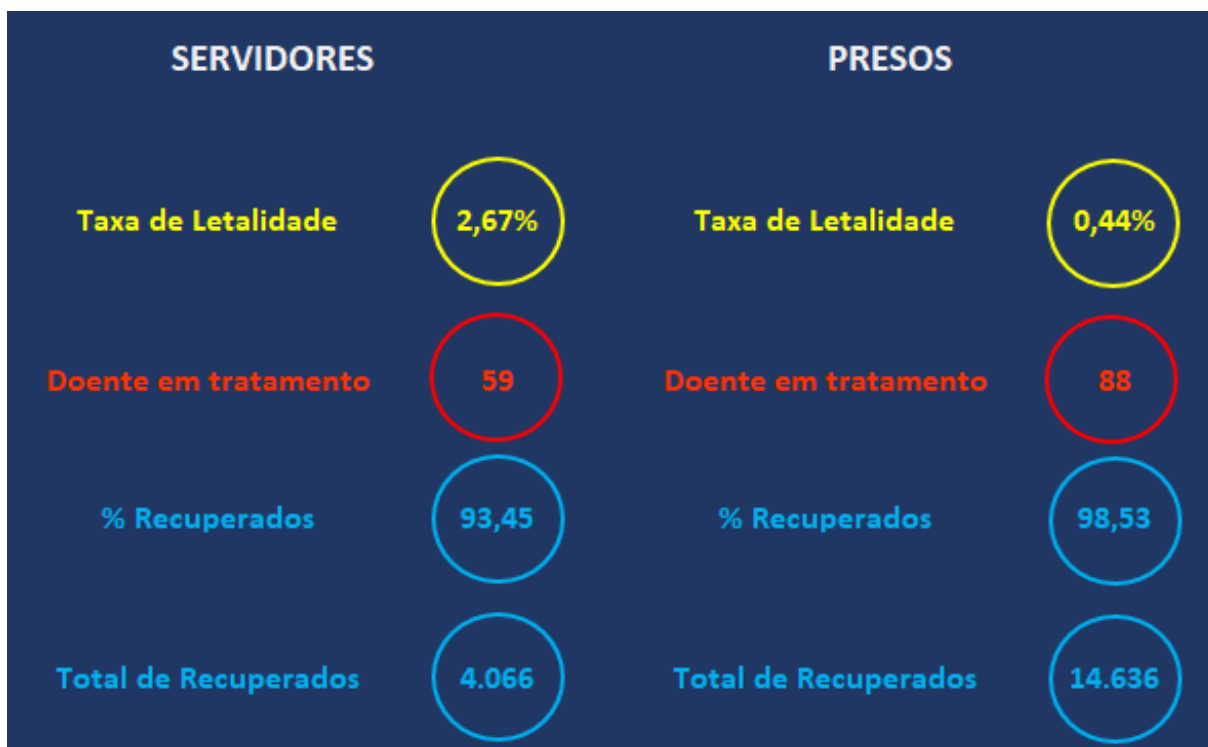 SERVIDORES
PRESOS
Taxa de Letalidade
2,67%
Taxa de Letalidade
0,44%
Doente em tratamento
59
Doente em tratamento
88
% Recuperados
93,45
% Recuperados
98,53
Total de Recuperados
4.066
Total de Recuperados
14.636